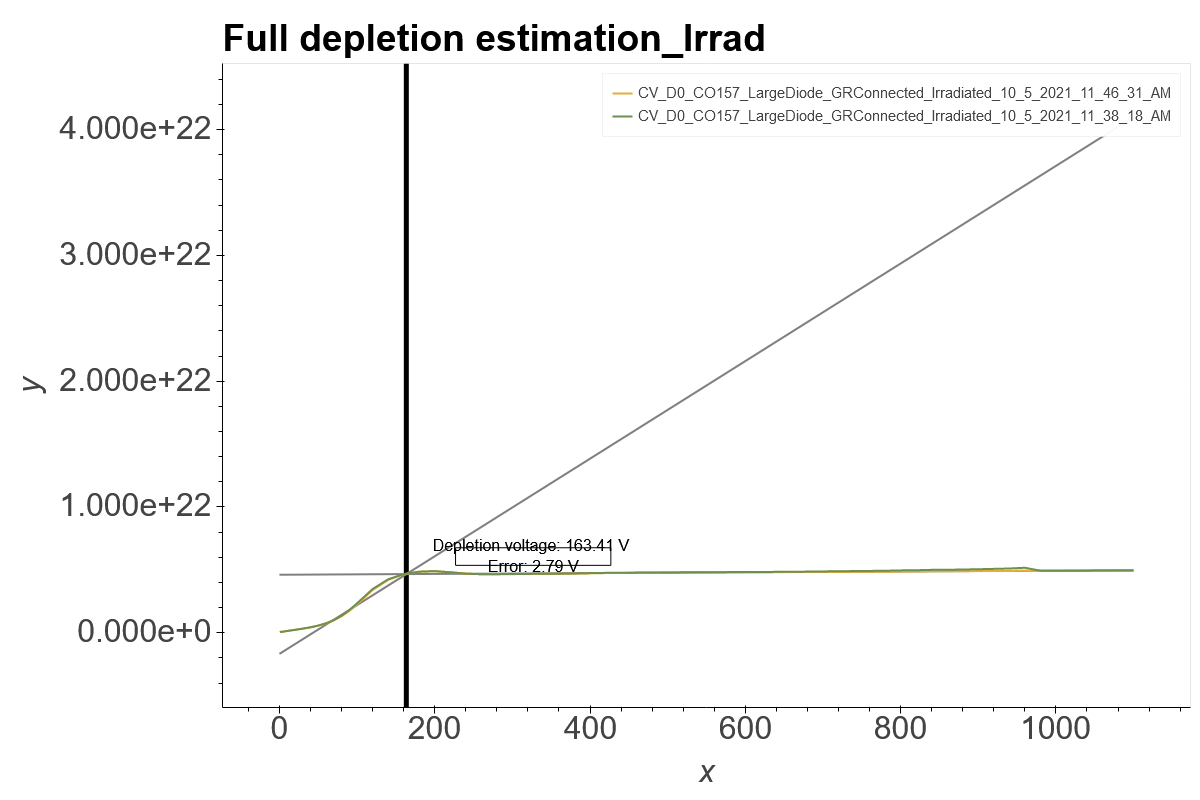 Full depletion estimation_Irrad
CV_D0_CO157_LargeDiode_GRConnected_Irradiated_10_5_2021_11_46_31_AM
CV_D0_CO157_LargeDiode_GRConnected_Irradiated_10_5_2021_11_38_18_AM
4.000e+22
3.000e+22
2.000e+22
1.000e+22
0.000e+0
y
Depletion voltage: 163.41 V
Error: 2.79 V
0 200 400 600 800 1000
x